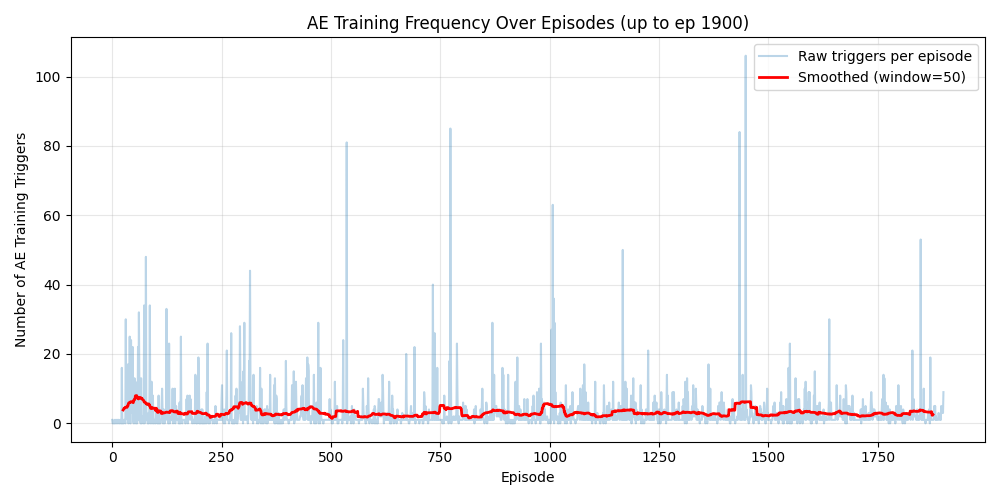 AE Training Frequency Over Episodes (up to ep 1900)
Raw triggers per episode
Smoothed (window=50)
Number of AE Training Triggers
100
80
60
40
20
0
0 250 500 750 1000 1250 1500 1750
Episode